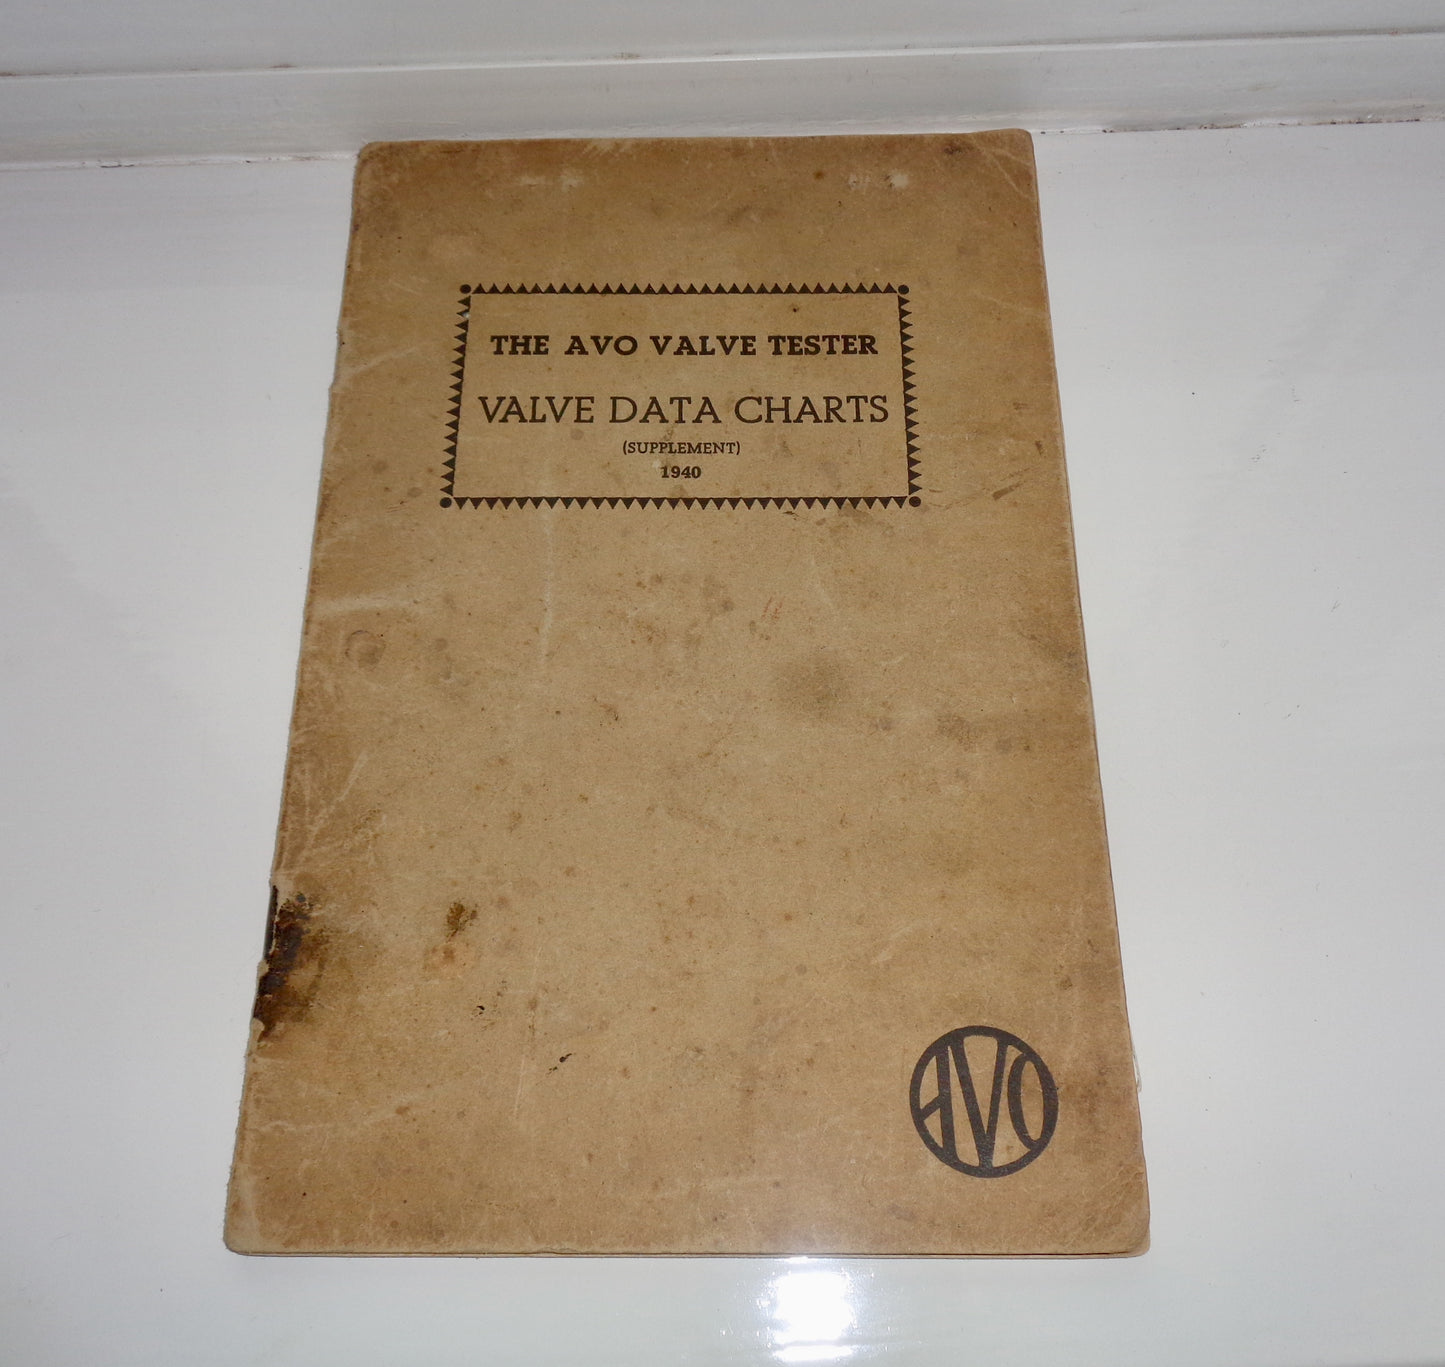 THE AVO VALVE TESTER
VALVE DATA CHARTS
(SUPPLEMENT)
1940
AVO